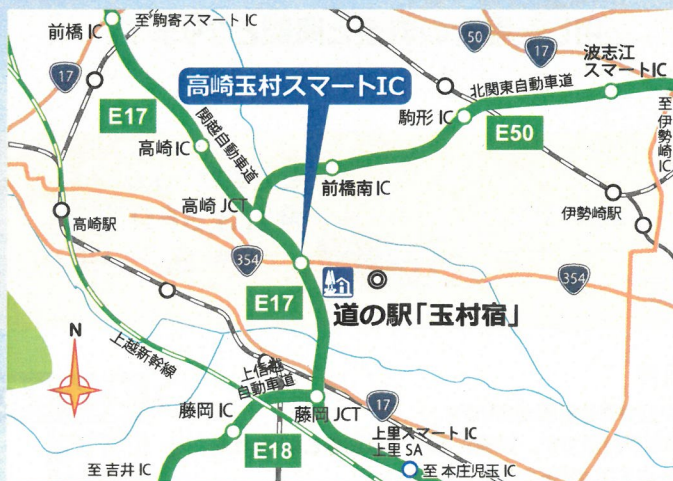 前橋 IC
至 駒寄スマート IC
50
17
波志江
スマートIC
17
高崎玉村スマートIC
北関東自動車道
E17
関越自動車道
駒形 IC
E50
至 伊勢崎 IC
高崎 IC
前橋南 IC
高崎駅
高崎 JCT
伊勢崎駅
354
354
E17
道の駅「玉村宿」
N
上越新幹線
上信越
自動車道
17
藤岡 IC
藤岡 JCT
上里スマート IC
上里 SA
E18
至 吉井 IC
至 本庄児玉 IC